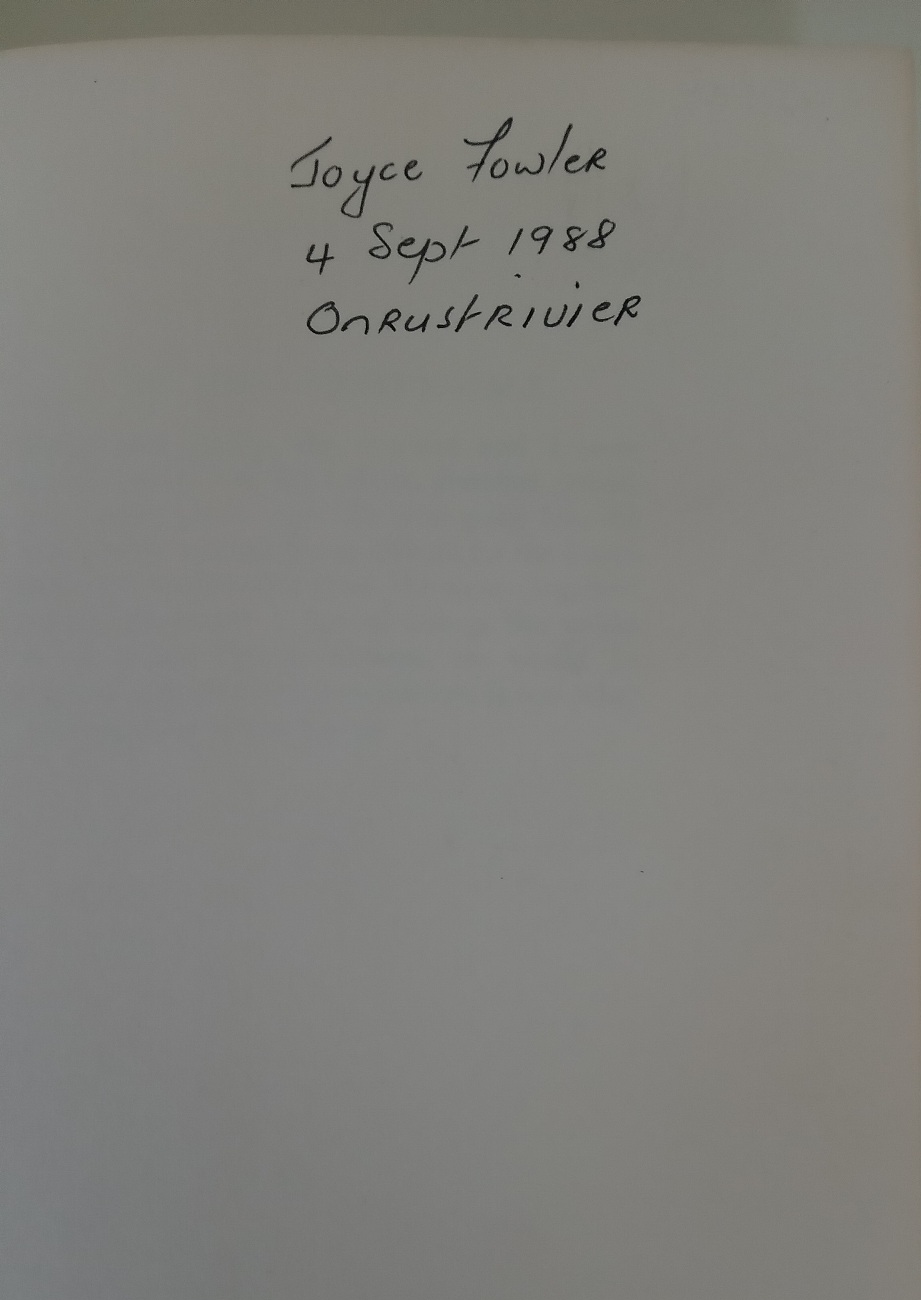 Joyce Fowler
4 Sept 1988
Onrustrivier